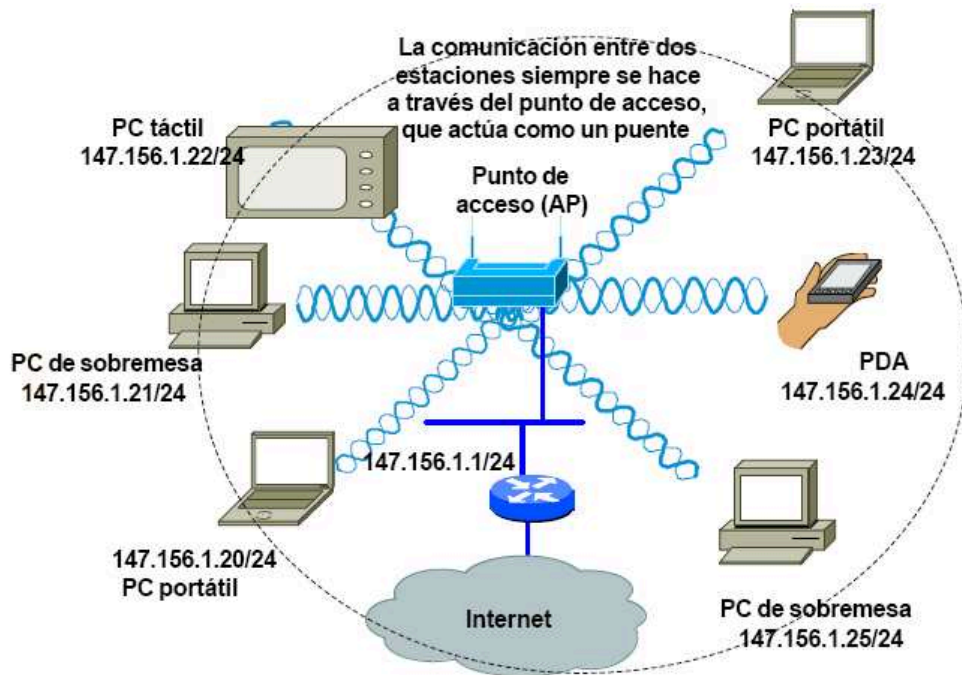 La comunicación entre dos
estaciones siempre se hace
a través del punto de acceso,
que actúa como un puente
PC táctil
147.156.1.22/24
PC portátil
147.156.1.23/24
Punto de
acceso (AP)
PC de sobremesa
147.156.1.21/24
PDA
147.156.1.24/24
147.156.1.1/24
147.156.1.20/24
PC portátil
Internet
PC de sobremesa
147.156.1.25/24